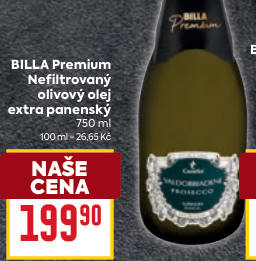 BILLA Premium
Nefiltrovaný
olivový olej
extra panenský
750 ml
100 ml = 26,65 Kč
NAŠE
CENA
199 90
BILLA
Premium
VALDOBBIADENE
PROSECCO